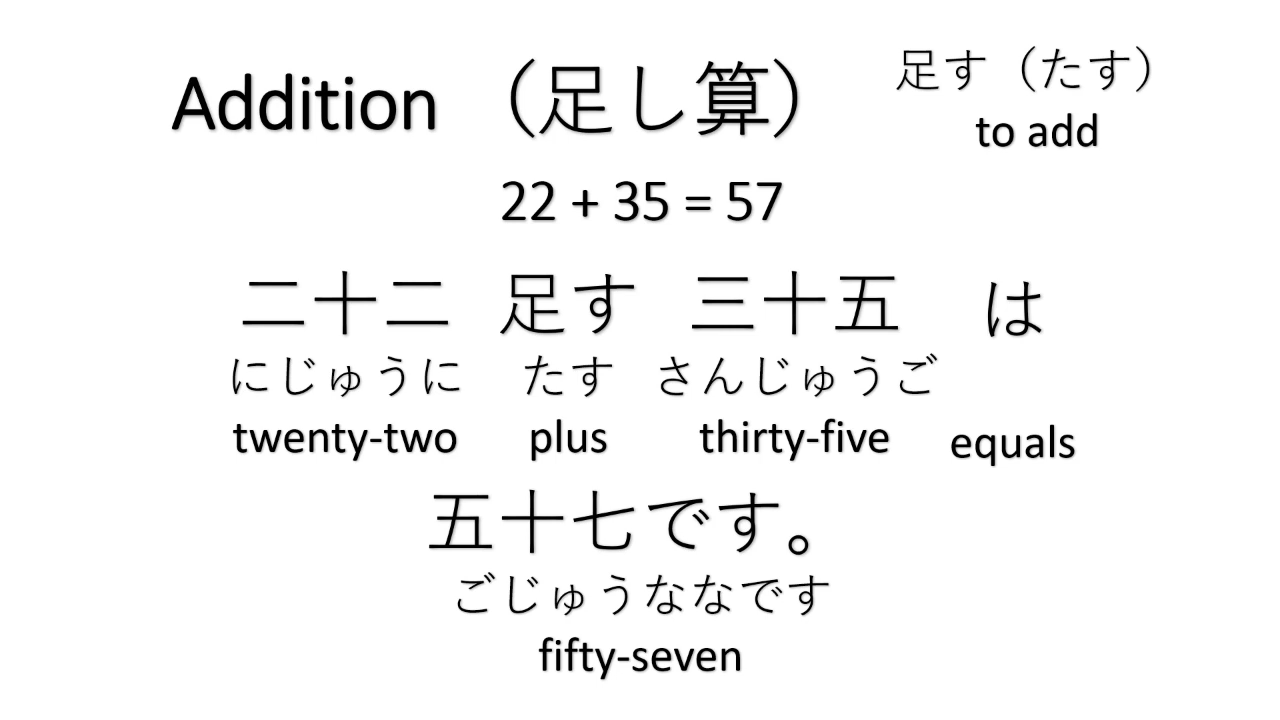 Addition （足し算）
足す（たす）
to add
22 + 35 = 57
二十二 足す 三十五 は
にじゅうに たす さんじゅうご
twenty-two plus thirty-five equals
五十七です。
ごじゅうななです
fifty-seven